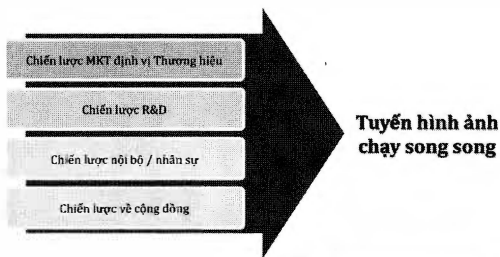 Chiến lược MKT định vị Thương hiệu
Chiến lược R&D
Chiến lược nội bộ / nhân sự
Chiến lược về cộng đồng
Tuyến hình ảnh
chạy song song